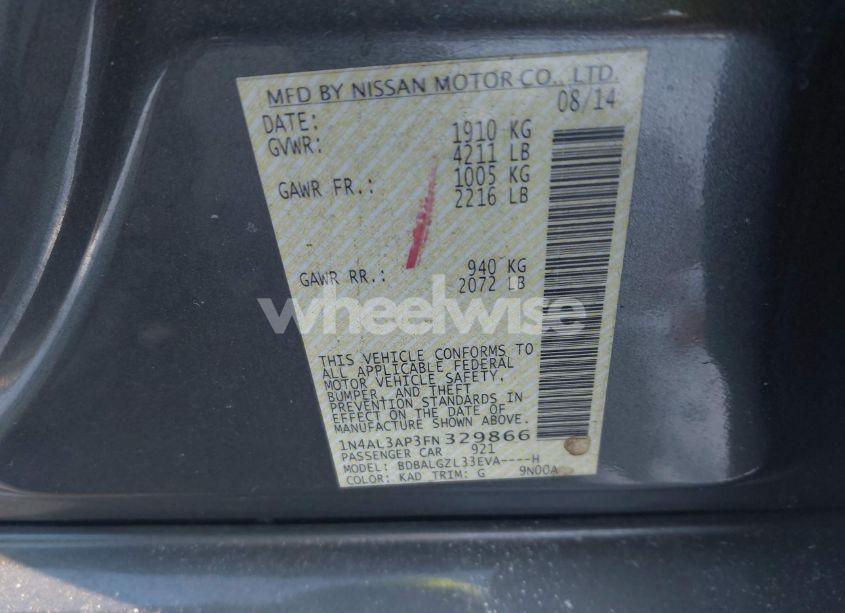 MFD BY NISSAN MOTOR CO., LTD.
DATE: 08/14
GVWR: 1910 KG
4211 LB
GAWR FR.: 1005 KG
2216 LB
GAWR RR.: 940 KG
2072 LB
wheelwise
THIS VEHICLE CONFORMS TO
ALL APPLICABLE FEDERAL
MOTOR VEHICLE SAFETY,
BUMPER, AND THEFT
PREVENTION STANDARDS IN
EFFECT ON THE DATE OF
MANUFACTURE SHOWN ABOVE.
1N4AL3AP3FN 329866
PASSENGER CAR 921
MODEL: BDBALGZL33EVA----H
COLOR: KAD TRIM: G 9N00A